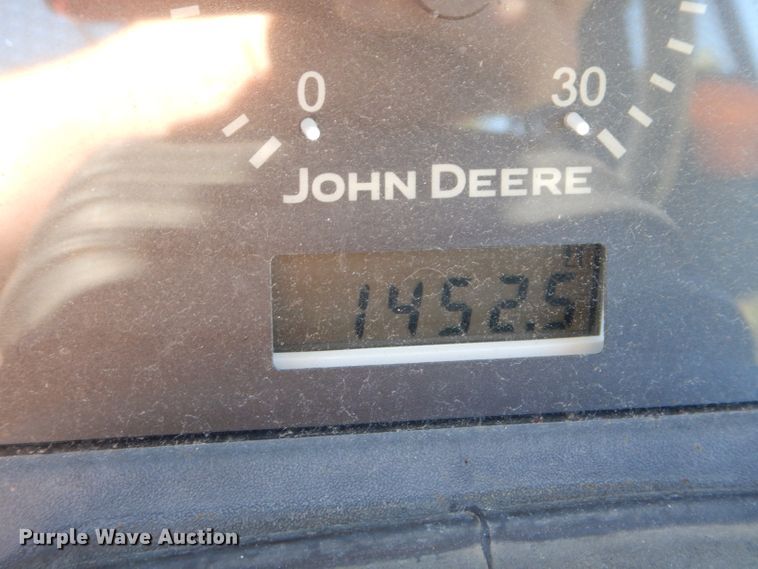 0 30
JOHN DEERE
1452.5
Purple Wave Auction®